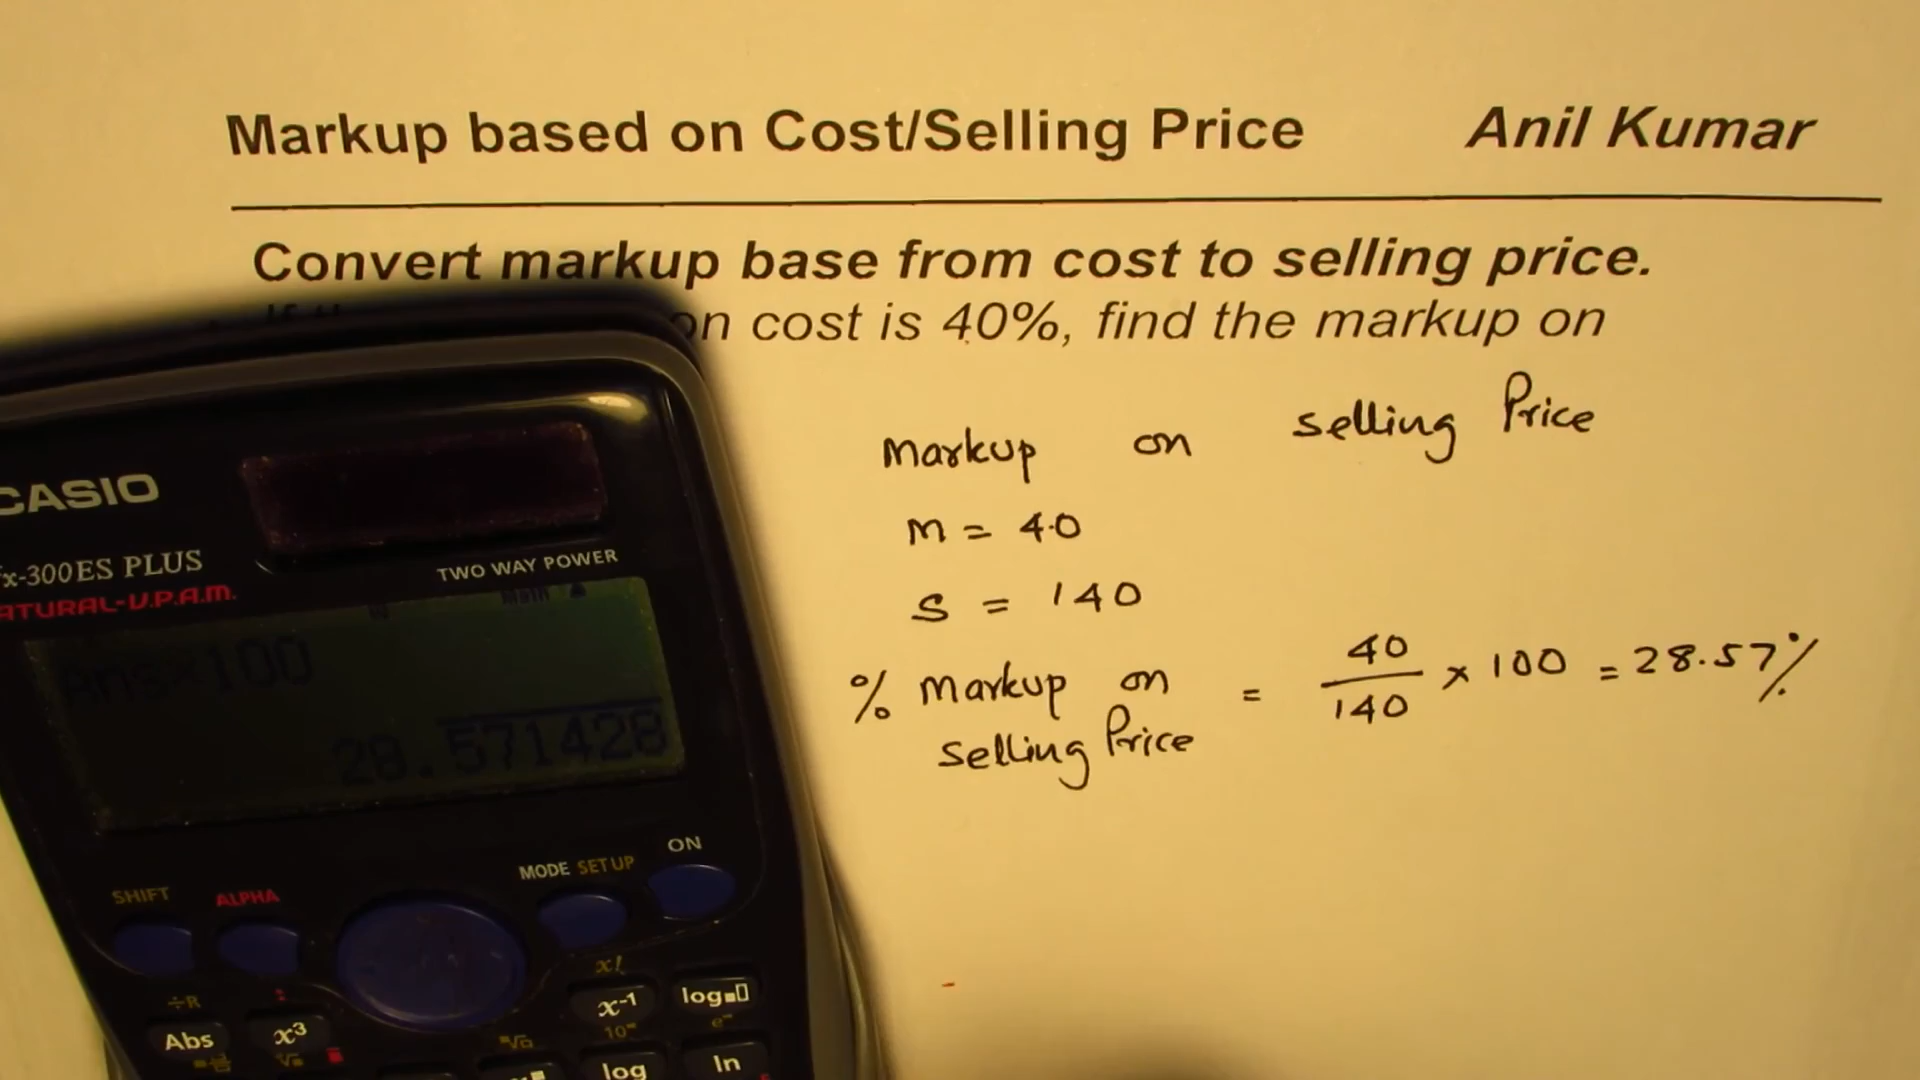 Markup based on Cost/Selling Price Anil Kumar
Convert markup base from cost to selling price.
on cost is 40%, find the markup on
Markup on selling Price
M = 40
S = 140
% Markup on selling Price = 40/140 × 100 = 28.57%
CASIO
fx-300ES PLUS
NATURAL-V.P.A.M.
TWO WAY POWER
Math ▲
Ans×100
28.571428
SHIFT ALPHA MODE SETUP ON
÷R : x!
Abs x³ x⁻¹ log
log ln